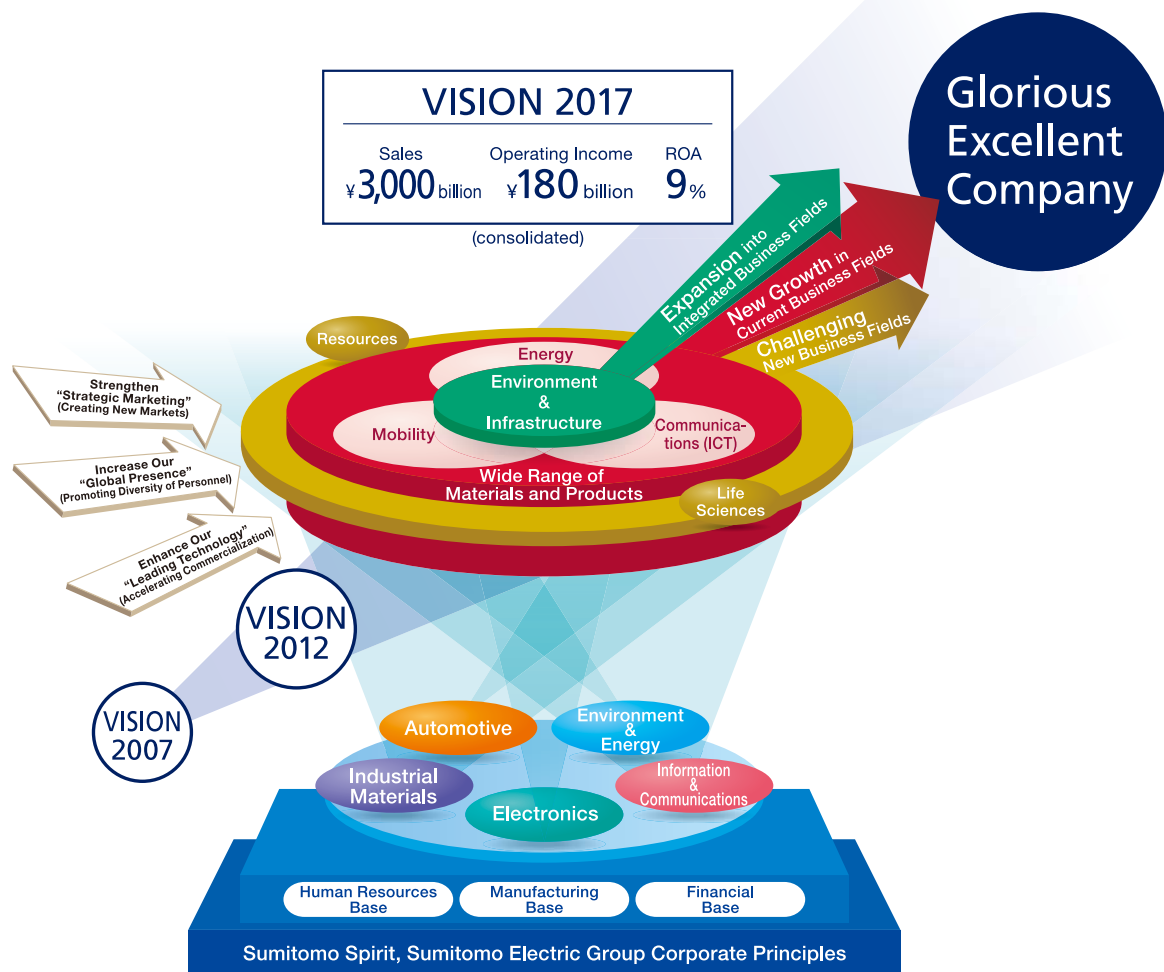 Glorious
Excellent
Company
VISION 2017
Sales
Operating Income
ROA
¥3,000 billion
¥180 billion
9%
(consolidated)
Expansion into
Integrated Business Fields
New Growth in
Current Business Fields
Challenging
New Business Fields
Resources
Energy
Environment
&
Infrastructure
Mobility
Communica-
tions (ICT)
Wide Range of
Materials and Products
Life
Sciences
Strengthen
“Strategic Marketing”
(Creating New Markets)
Increase Our
“Global Presence”
(Promoting Diversity of Personnel)
Enhance Our
“Leading Technology”
(Accelerating Commercialization)
VISION
2012
VISION
2007
Automotive
Environment
&
Energy
Industrial
Materials
Information
&
Communications
Electronics
Human Resources
Base
Manufacturing
Base
Financial
Base
Sumitomo Spirit, Sumitomo Electric Group Corporate Principles